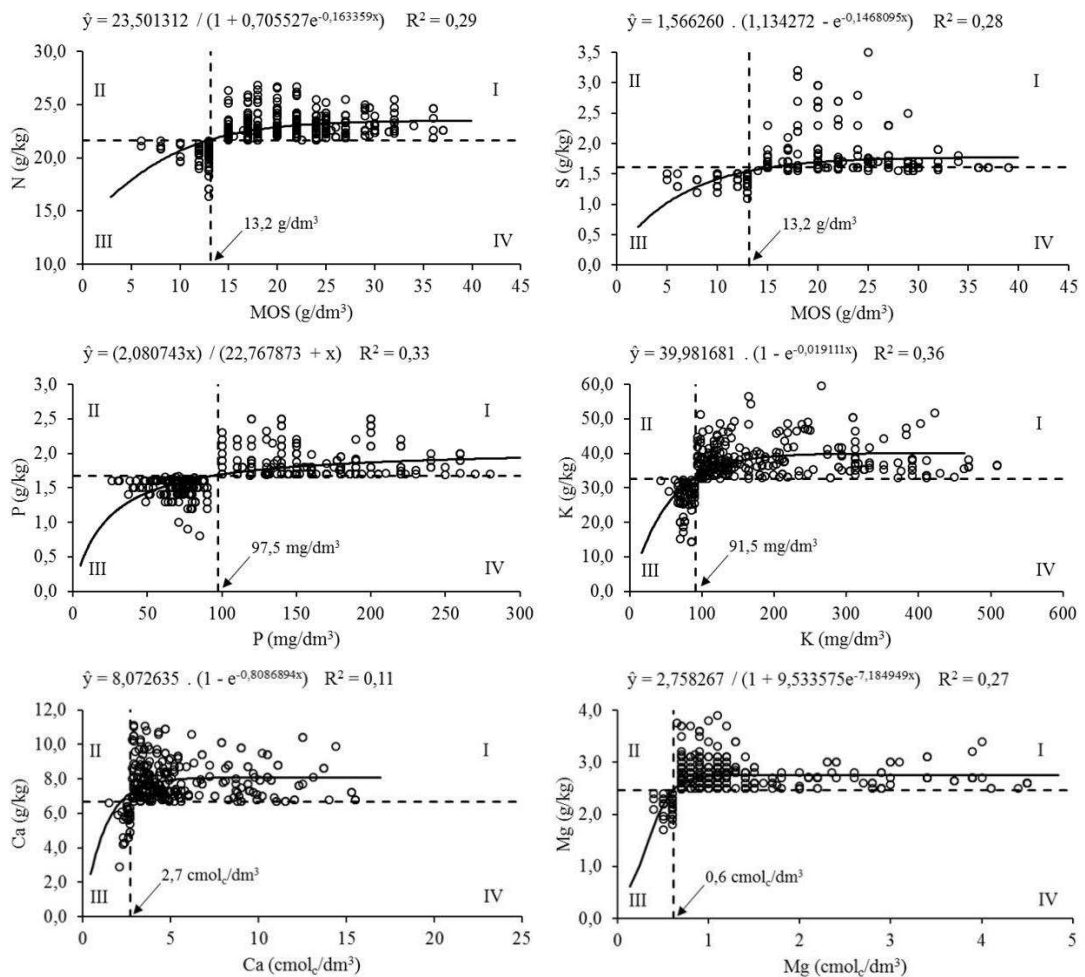 ŷ = 23,501312 / (1 + 0,705527e^-0,163359x) R² = 0,29
30,0
25,0
20,0
15,0
10,0
N (g/kg)
II
I
III
IV
13,2 g/dm³
0 5 10 15 20 25 30 35 40 45
MOS (g/dm³)
ŷ = 1,566260 . (1,134272 - e^-0,1468095x) R² = 0,28
3,5
3,0
2,5
2,0
1,5
1,0
0,5
0,0
S (g/kg)
II
I
III
IV
13,2 g/dm³
0 5 10 15 20 25 30 35 40 45
MOS (g/dm³)
ŷ = (2,080743x) / (22,767873 + x) R² = 0,33
3,0
2,5
2,0
1,5
1,0
0,5
0,0
P (g/kg)
II
I
III
IV
97,5 mg/dm³
0 50 100 150 200 250 300
P (mg/dm³)
ŷ = 39,981681 . (1 - e^-0,019111x) R² = 0,36
60,0
50,0
40,0
30,0
20,0
10,0
0,0
K (g/kg)
II
I
III
IV
91,5 mg/dm³
0 100 200 300 400 500 600
K (mg/dm³)
ŷ = 8,072635 . (1 - e^-0,8086894x) R² = 0,11
12,0
10,0
8,0
6,0
4,0
2,0
0,0
Ca (g/kg)
II
I
III
IV
2,7 cmol_c/dm³
0 5 10 15 20 25
Ca (cmol_c/dm³)
ŷ = 2,758267 / (1 + 9,533575e^-7,184949x) R² = 0,27
4,0
3,0
2,0
1,0
0,0
Mg (g/kg)
II
I
III
IV
0,6 cmol_c/dm³
0 1 2 3 4 5
Mg (cmol_c/dm³)